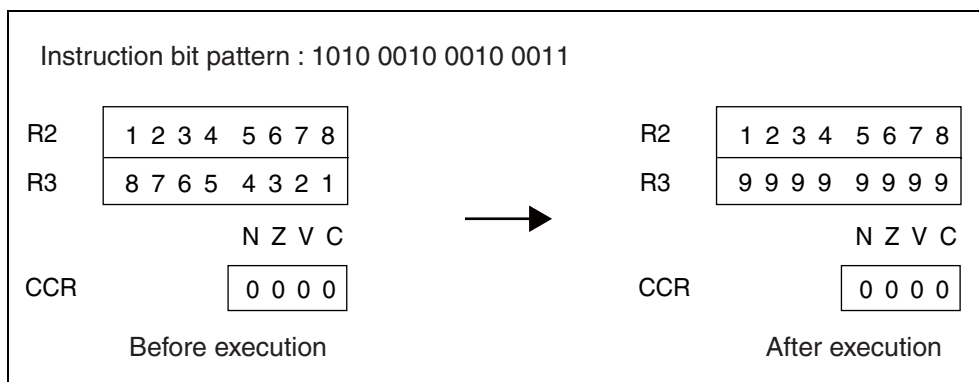 Instruction bit pattern : 1010 0010 0010 0011
R2 1 2 3 4 5 6 7 8 R2 1 2 3 4 5 6 7 8
R3 8 7 6 5 4 3 2 1 R3 9 9 9 9 9 9 9 9
N Z V C N Z V C
CCR 0 0 0 0 CCR 0 0 0 0
Before execution After execution